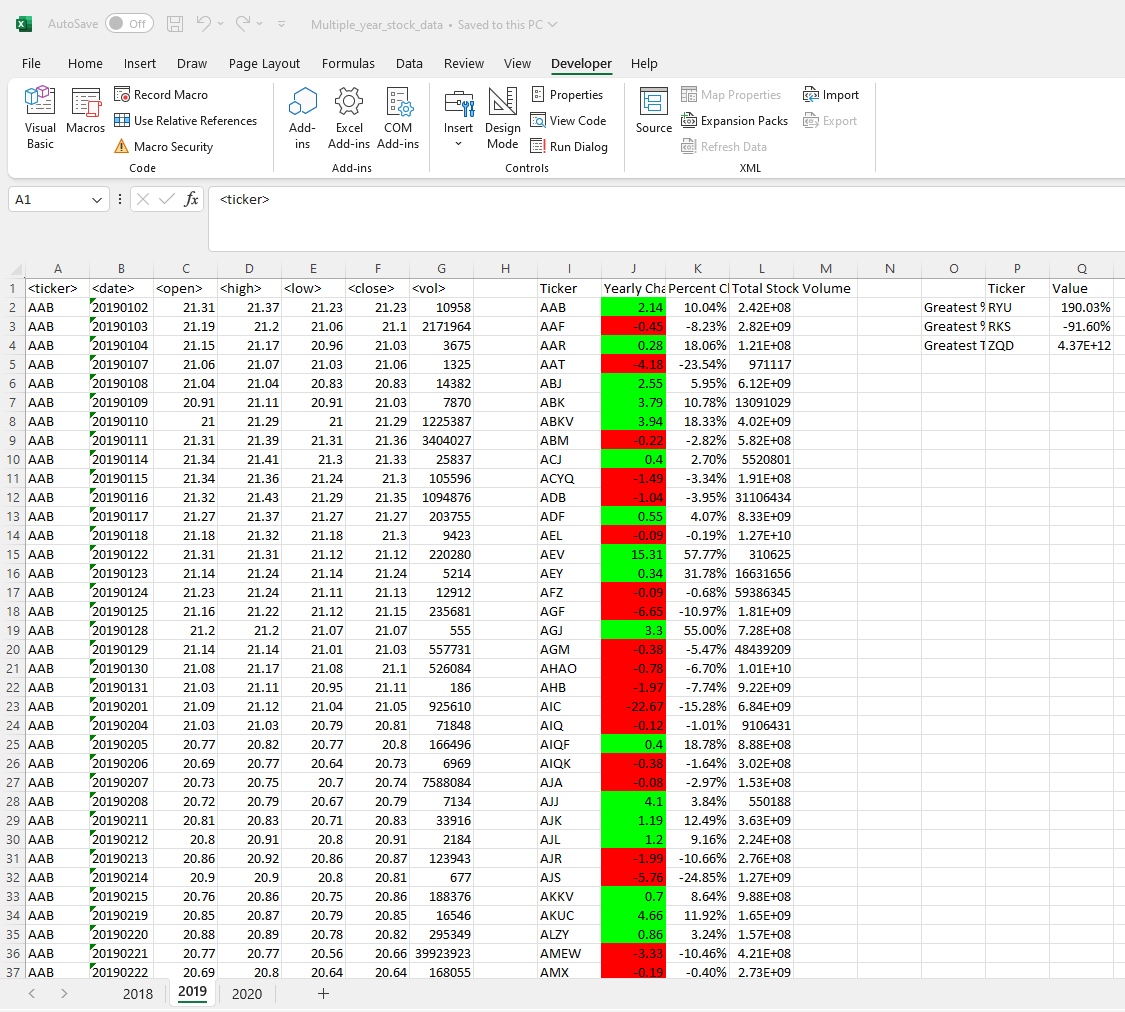 AutoSave Off Multiple_year_stock_data • Saved to this PC
File Home Insert Draw Page Layout Formulas Data Review View Developer Help
Visual Basic Macros Record Macro Use Relative References Macro Security Code
Add-ins Excel Add-ins COM Add-ins Add-ins
Insert Design Mode Properties View Code Run Dialog Controls
Source Map Properties Expansion Packs Refresh Data Import Export XML
A1 fx <ticker>
A B C D E F G H I J K L M N O P Q
1 <ticker> <date> <open> <high> <low> <close> <vol> Ticker Yearly Cha Percent Cl Total Stock Volume Ticker Value
2 AAB 20190102 21.31 21.37 21.23 21.23 10958 AAB 2.14 10.04% 2.42E+08 Greatest % RYU 190.03%
3 AAB 20190103 21.19 21.2 21.06 21.1 2171964 AAF -0.45 -8.23% 2.82E+09 Greatest % RKS -91.60%
4 AAB 20190104 21.15 21.17 20.96 21.03 3675 AAR 0.28 18.06% 1.21E+08 Greatest T ZQD 4.37E+12
5 AAB 20190107 21.06 21.07 21.03 21.06 1325 AAT -4.18 -23.54% 971117
6 AAB 20190108 21.04 21.04 20.83 20.83 14382 ABJ 2.55 5.95% 6.12E+09
7 AAB 20190109 20.91 21.11 20.91 21.03 7870 ABK 3.79 10.78% 13091029
8 AAB 20190110 21 21.29 21 21.29 1225387 ABKV 3.94 18.33% 4.02E+09
9 AAB 20190111 21.31 21.39 21.31 21.36 3404027 ABM -0.22 -2.82% 5.82E+08
10 AAB 20190114 21.34 21.41 21.3 21.33 25837 ACJ 0.4 2.70% 5520801
11 AAB 20190115 21.34 21.36 21.24 21.3 105596 ACYQ -1.49 -3.34% 1.91E+08
12 AAB 20190116 21.32 21.43 21.29 21.35 1094876 ADB -1.04 -3.95% 31106434
13 AAB 20190117 21.27 21.37 21.27 21.27 203755 ADF 0.55 4.07% 8.33E+09
14 AAB 20190118 21.18 21.32 21.18 21.3 9423 AEL -0.09 -0.19% 1.27E+10
15 AAB 20190122 21.31 21.31 21.12 21.12 220280 AEV 15.31 57.77% 310625
16 AAB 20190123 21.14 21.24 21.14 21.24 5214 AEY 0.34 31.78% 16631656
17 AAB 20190124 21.23 21.24 21.11 21.13 12912 AFZ -0.09 -0.68% 59386345
18 AAB 20190125 21.16 21.22 21.12 21.15 235681 AGF -6.65 -10.97% 1.81E+09
19 AAB 20190128 21.2 21.2 21.07 21.07 555 AGJ 3.3 55.00% 7.28E+08
20 AAB 20190129 21.14 21.14 21.01 21.03 557731 AGM -0.38 -5.47% 48439209
21 AAB 20190130 21.08 21.17 21.08 21.1 526084 AHAO -0.78 -6.70% 1.01E+10
22 AAB 20190131 21.03 21.11 20.95 21.11 186 AHB -1.97 -7.74% 9.22E+09
23 AAB 20190201 21.09 21.12 21.04 21.05 925610 AIC -22.67 -15.28% 6.84E+09
24 AAB 20190204 21.03 21.03 20.79 20.81 71848 AIQ -0.12 -1.01% 9106431
25 AAB 20190205 20.77 20.82 20.77 20.8 166496 AIQF 0.4 18.78% 8.88E+08
26 AAB 20190206 20.69 20.77 20.64 20.73 6969 AIQK -0.38 -1.64% 3.02E+08
27 AAB 20190207 20.73 20.75 20.7 20.74 7588084 AJA -0.08 -2.97% 1.53E+08
28 AAB 20190208 20.72 20.79 20.67 20.79 7134 AJJ 4.1 3.84% 550188
29 AAB 20190211 20.81 20.83 20.71 20.83 33916 AJK 1.19 12.49% 3.63E+09
30 AAB 20190212 20.8 20.91 20.8 20.91 2184 AJL 1.2 9.16% 2.24E+08
31 AAB 20190213 20.86 20.92 20.86 20.87 123943 AJR -1.99 -10.66% 2.76E+08
32 AAB 20190214 20.9 20.9 20.8 20.81 677 AJS -5.76 -24.85% 1.27E+09
33 AAB 20190215 20.76 20.86 20.75 20.86 188376 AKKV 0.7 8.64% 9.88E+08
34 AAB 20190219 20.85 20.87 20.79 20.85 16546 AKUC 4.66 11.92% 1.65E+09
35 AAB 20190220 20.88 20.89 20.78 20.82 295349 ALZY 0.86 3.24% 1.57E+08
36 AAB 20190221 20.77 20.77 20.56 20.66 39923923 AMEW -3.33 -10.46% 4.21E+08
37 AAB 20190222 20.69 20.8 20.64 20.64 168055 AMX -0.19 -0.40% 2.73E+09
2018 2019 2020